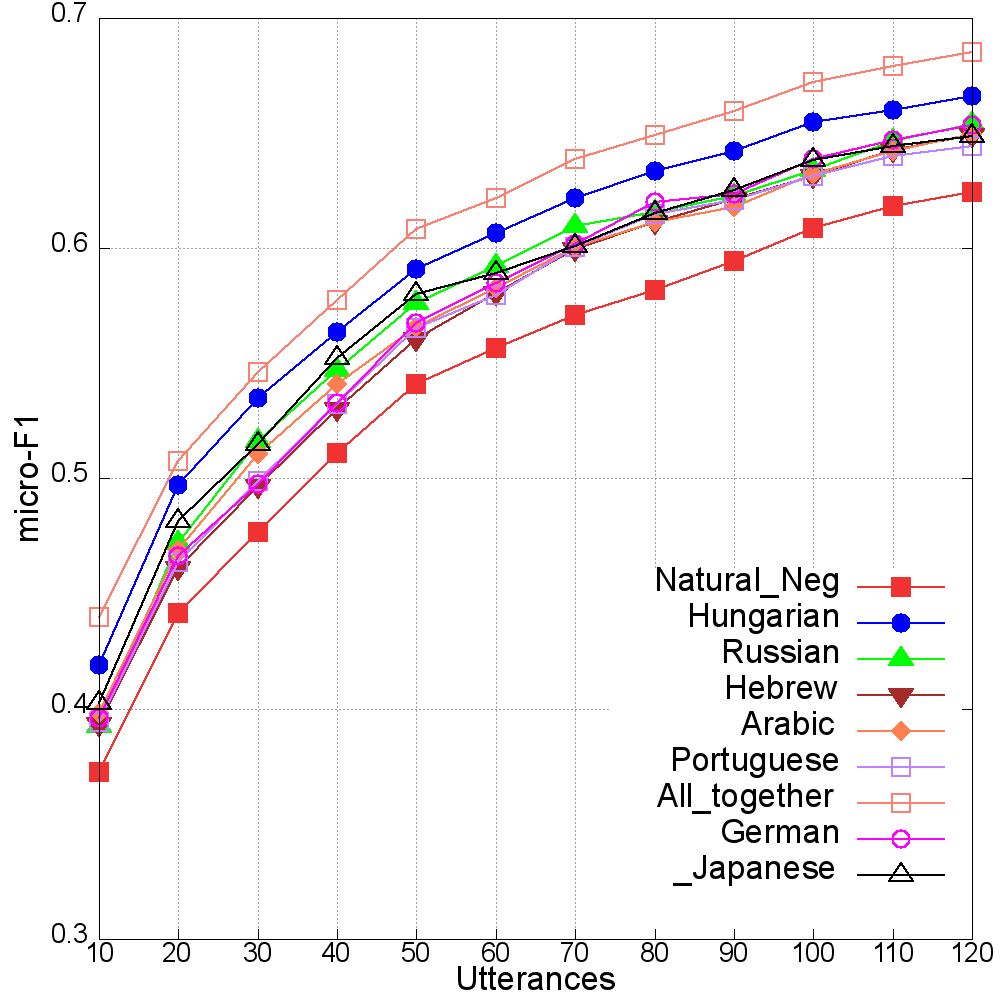 0.7
0.6
0.5
0.4
0.3
micro-F1
Natural_Neg
Hungarian
Russian
Hebrew
Arabic
Portuguese
All_together
German
_Japanese
10 20 30 40 50 60 70 80 90 100 110 120
Utterances